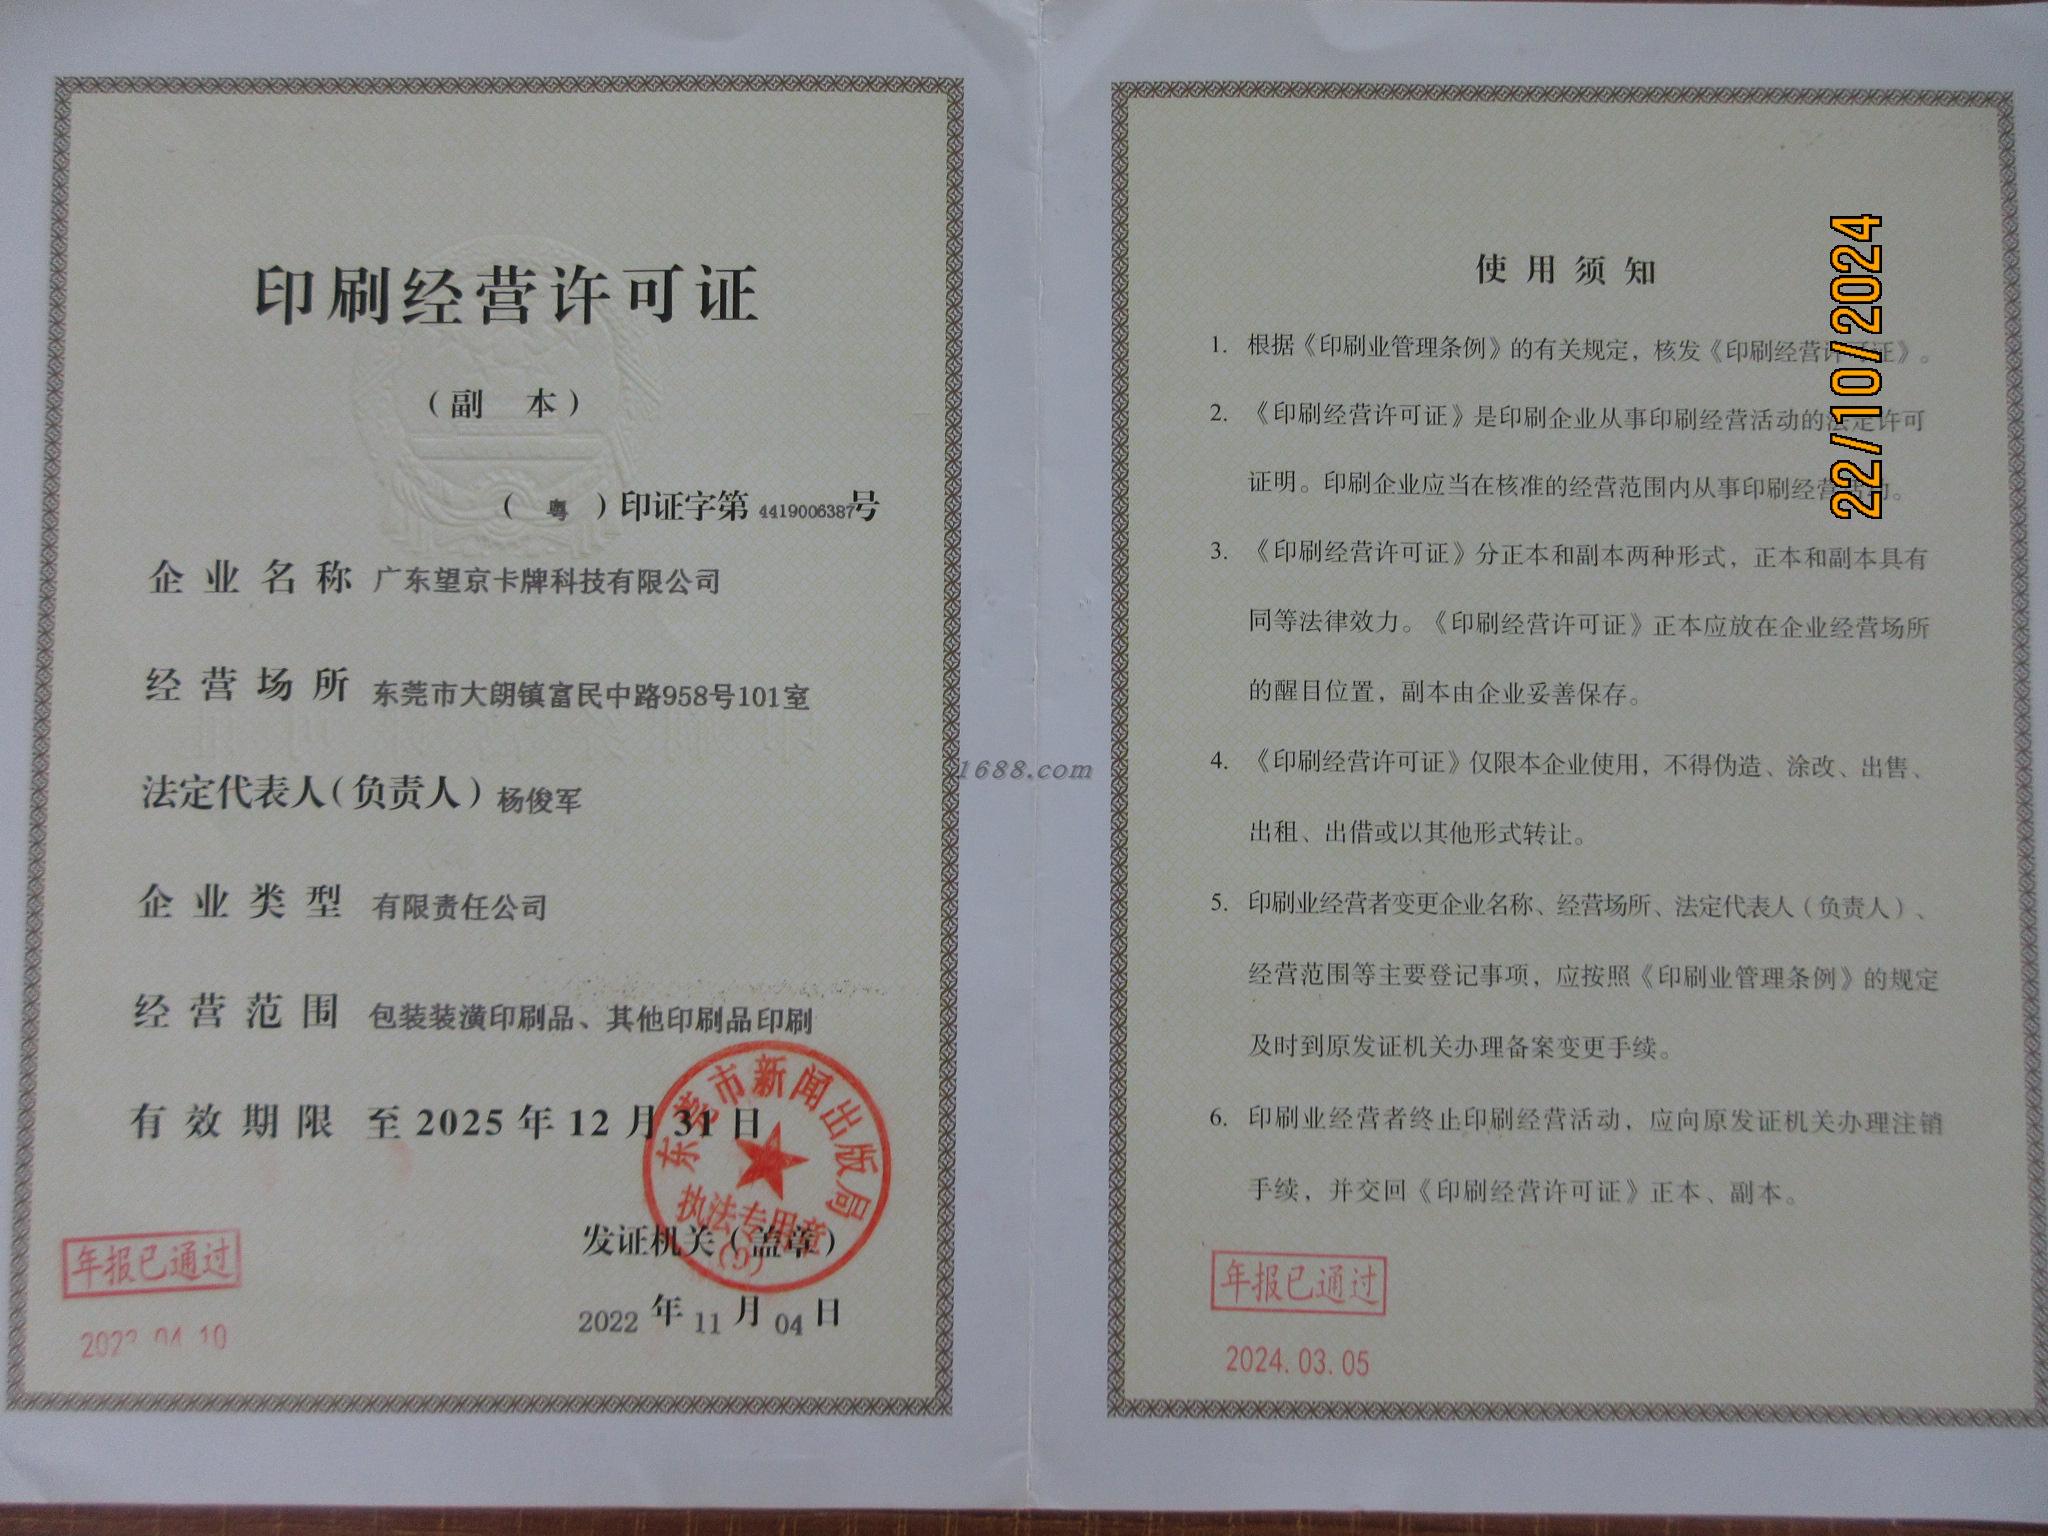 印刷经营许可证
（副 本）
（ 粤 ）印证字第 4419006387号
企业名称 广东望京卡牌科技有限公司
经营场所 东莞市大朗镇富民中路958号101室
法定代表人（负责人）杨俊军
企业类型 有限责任公司
经营范围 包装装潢印刷品、其他印刷品印刷
有效期限 至 2025 年 12 月 31 日
东莞市新闻出版局
执法专用章
(3)
发证机关（盖章）
2022 年 11 月 04 日
年报已通过
04.10
1688.com
使用须知
1. 根据《印刷业管理条例》的有关规定，核发《印刷经营许可证》。
2. 《印刷经营许可证》是印刷企业从事印刷经营活动的法定许可
证明。印刷企业应当在核准的经营范围内从事印刷经营活动。
3. 《印刷经营许可证》分正本和副本两种形式，正本和副本具有
同等法律效力。《印刷经营许可证》正本应放在企业经营场所
的醒目位置，副本由企业妥善保存。
4. 《印刷经营许可证》仅限本企业使用，不得伪造、涂改、出售、
出租、出借或以其他形式转让。
5. 印刷业经营者变更企业名称、经营场所、法定代表人（负责人）、
经营范围等主要登记事项，应按照《印刷业管理条例》的规定
及时到原发证机关办理备案变更手续。
6. 印刷业经营者终止印刷经营活动，应向原发证机关办理注销
手续，并交回《印刷经营许可证》正本、副本。
年报已通过
2024.03.05
22/10/2024